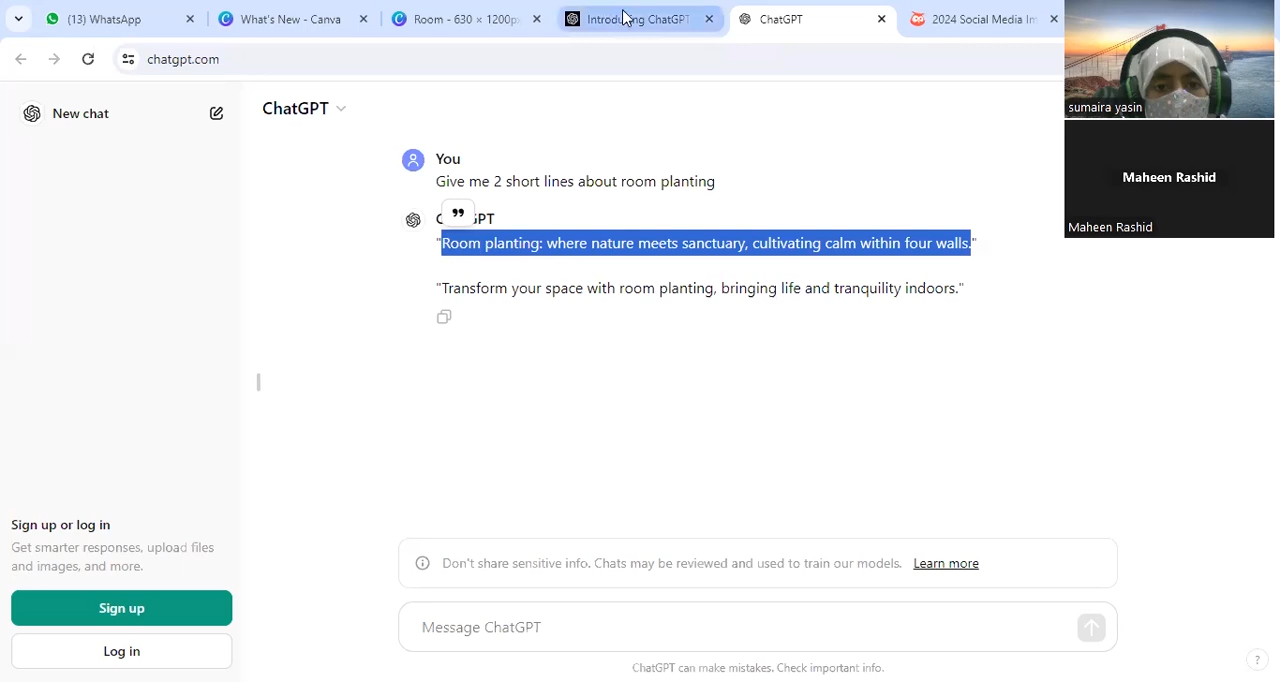 (13) WhatsApp
What's New - Canva
Room - 630 × 1200px
Introducing ChatGPT
ChatGPT
2024 Social Media Im
chatgpt.com
New chat
ChatGPT
You
Give me 2 short lines about room planting
"Room planting: where nature meets sanctuary, cultivating calm within four walls."
"Transform your space with room planting, bringing life and tranquility indoors."
Sign up or log in
Get smarter responses, upload files
and images, and more.
Sign up
Log in
Don't share sensitive info. Chats may be reviewed and used to train our models. Learn more
Message ChatGPT
ChatGPT can make mistakes. Check important info.
?
sumaira yasin
Maheen Rashid
Maheen Rashid